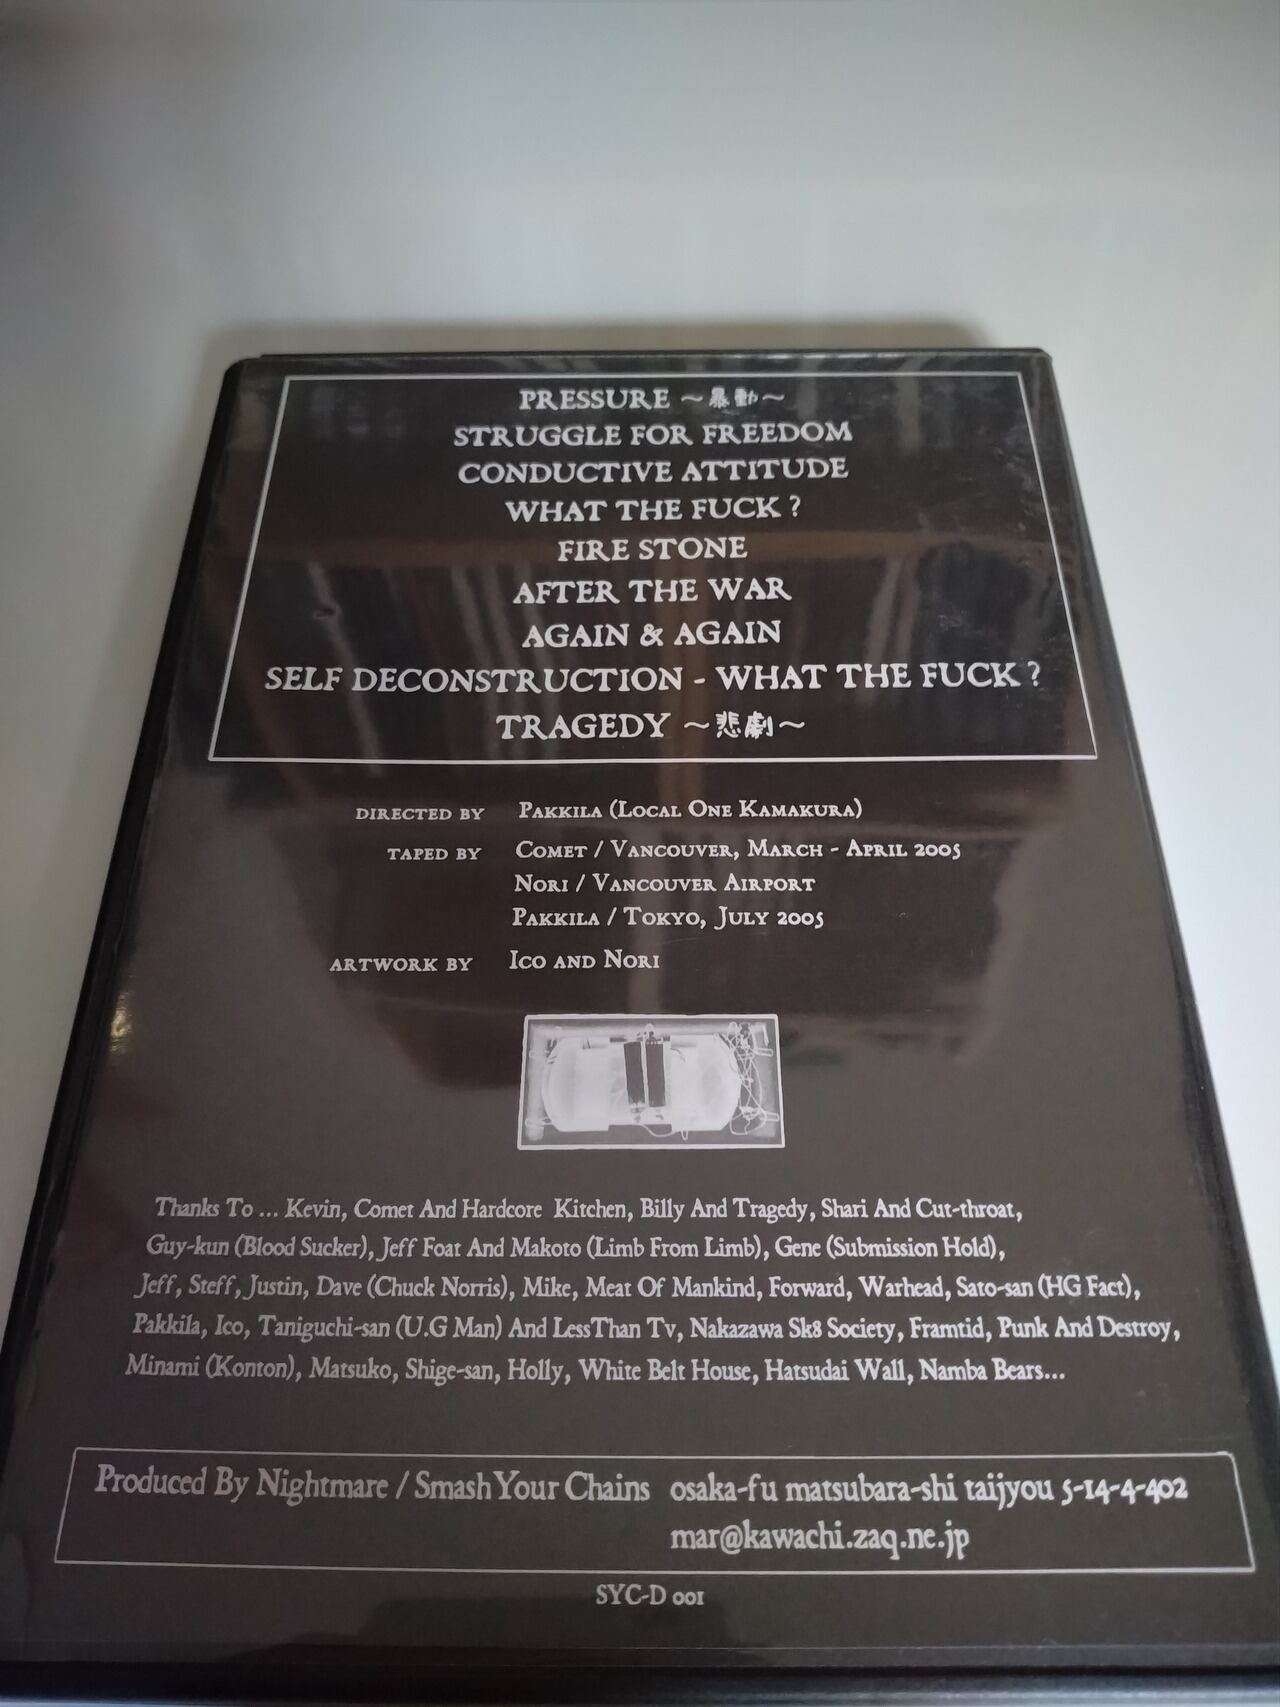 PRESSURE ～暴動～
STRUGGLE FOR FREEDOM
CONDUCTIVE ATTITUDE
WHAT THE FUCK ?
FIRE STONE
AFTER THE WAR
AGAIN & AGAIN
SELF DECONSTRUCTION - WHAT THE FUCK ?
TRAGEDY ～悲劇～
DIRECTED BY PAKKILA (LOCAL ONE KAMAKURA)
TAPED BY COMET / VANCOUVER, MARCH - APRIL 2005
NORI / VANCOUVER AIRPORT
PAKKILA / TOKYO, JULY 2005
ARTWORK BY ICO AND NORI
Thanks To ... Kevin, Comet And Hardcore Kitchen, Billy And Tragedy, Shari And Cut-throat,
Guy-kun (Blood Sucker), Jeff Foat And Makoto (Limb From Limb), Gene (Submission Hold),
Jeff, Steff, Justin, Dave (Chuck Norris), Mike, Meat Of Mankind, Forward, Warhead, Sato-san (HG Fact),
Pakkila, Ico, Taniguchi-san (U.G Man) And LessThan Tv, Nakazawa Sk8 Society, Framtid, Punk And Destroy,
Minami (Konton), Matsuko, Shige-san, Holly, White Belt House, Hatsudai Wall, Namba Bears...
Produced By Nightmare / Smash Your Chains osaka-fu matsubara-shi taijyou 5-14-4-402
mar@kawachi.zaq.ne.jp
SYC-D 001